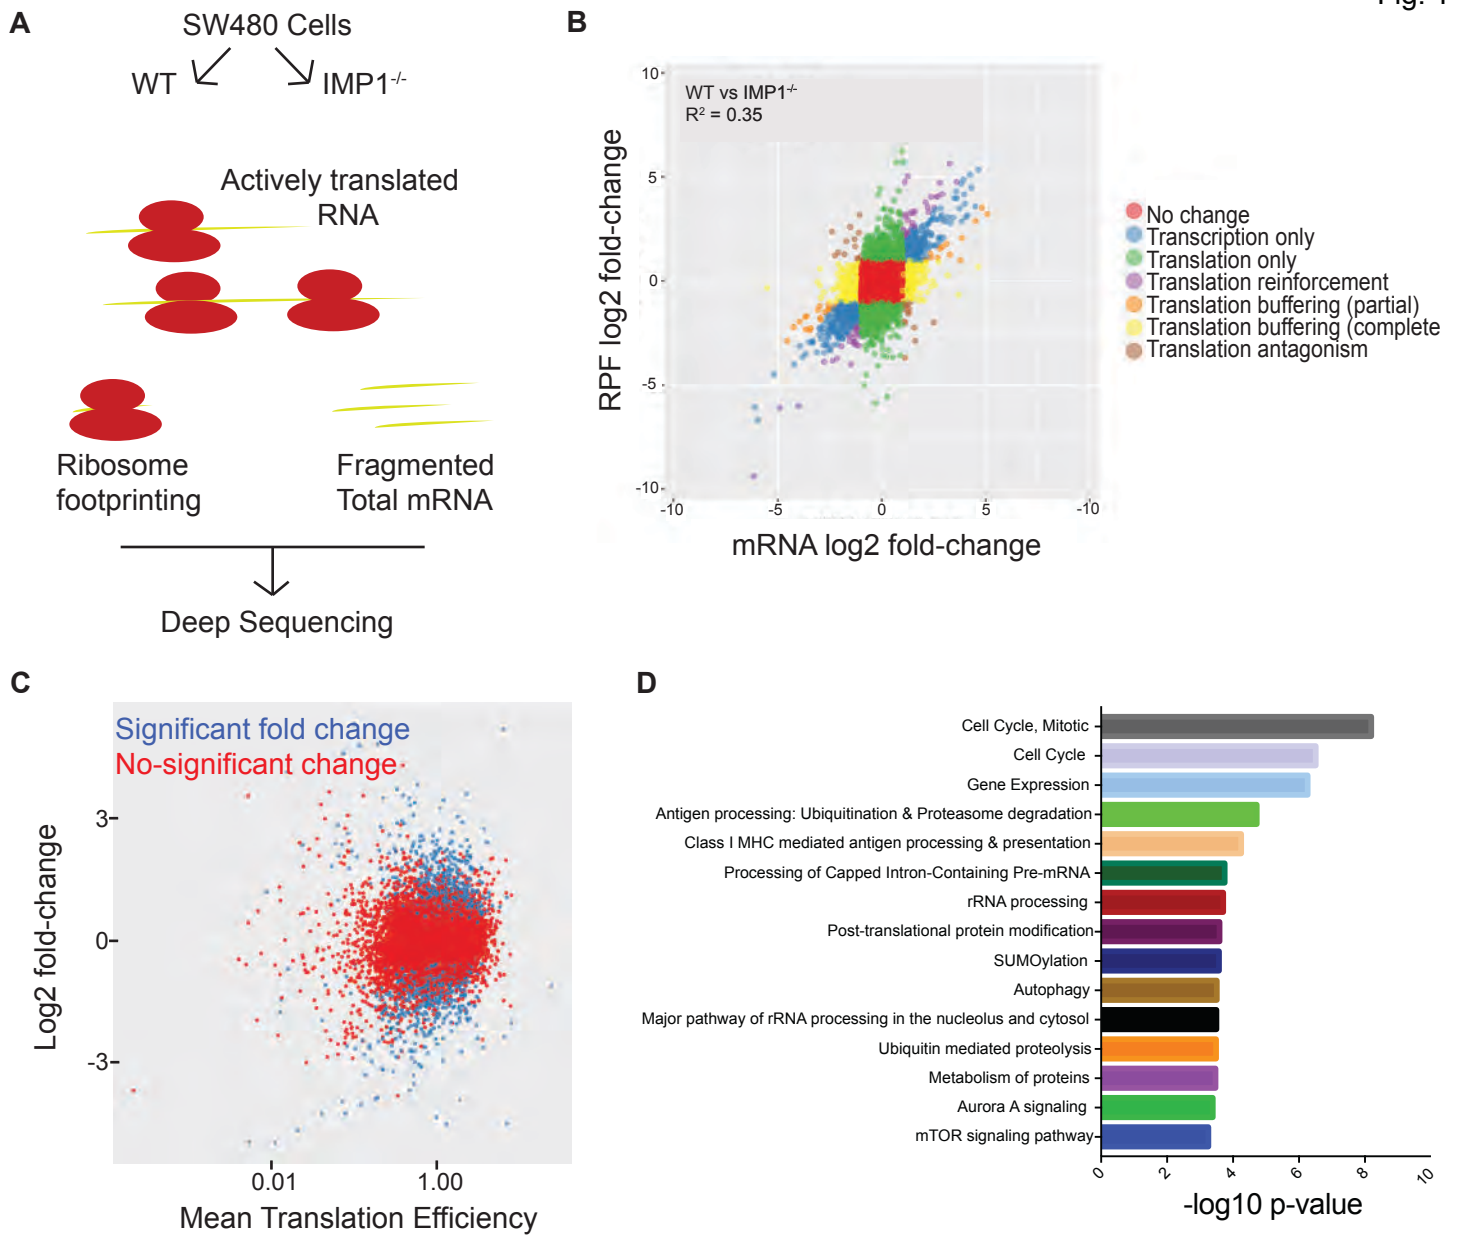 Fig. 1
A
SW480 Cells
WT
IMP1-/-
Actively translated
RNA
Ribosome
footprinting
Fragmented
Total mRNA
Deep Sequencing
B
WT vs IMP1-/-
R2 = 0.35
RPF log2 fold-change
10
5
0
-5
-10
-10
-5
0
5
-10
mRNA log2 fold-change
No change
Transcription only
Translation only
Translation reinforcement
Translation buffering (partial)
Translation buffering (complete
Translation antagonism
C
Significant fold change
No-significant change
Log2 fold-change
3
0
-3
0.01
1.00
Mean Translation Efficiency
D
Cell Cycle, Mitotic
Cell Cycle
Gene Expression
Antigen processing: Ubiquitination & Proteasome degradation
Class I MHC mediated antigen processing & presentation
Processing of Capped Intron-Containing Pre-mRNA
rRNA processing
Post-translational protein modification
SUMOylation
Autophagy
Major pathway of rRNA processing in the nucleolus and cytosol
Ubiquitin mediated proteolysis
Metabolism of proteins
Aurora A signaling
mTOR signaling pathway
0
2
4
6
8
10
-log10 p-value